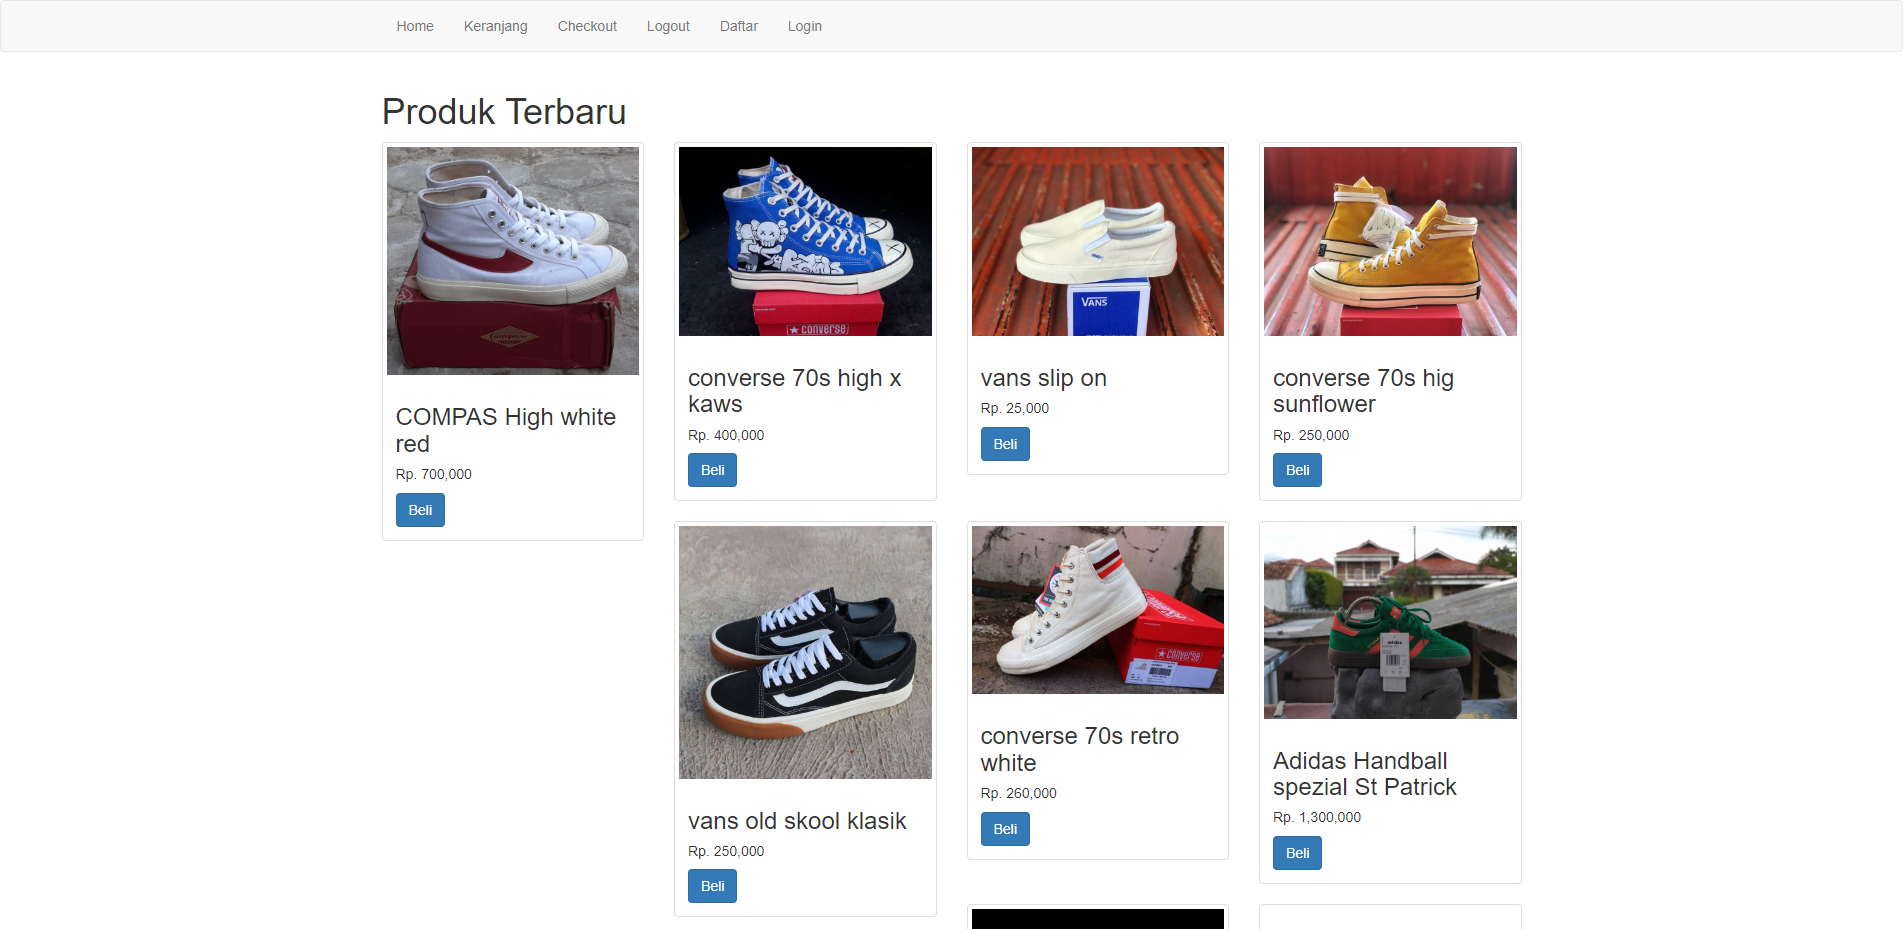 Home Keranjang Checkout Logout Daftar Login
Produk Terbaru
COMPAS High white
red
Rp. 700,000
Beli
converse
converse 70s high x
kaws
Rp. 400,000
Beli
VANS
vans slip on
Rp. 25,000
Beli
converse 70s hig
sunflower
Rp. 250,000
Beli
vans old skool klasik
Rp. 250,000
Beli
converse
converse 70s retro
white
Rp. 260,000
Beli
Adidas Handball
spezial St Patrick
Rp. 1,300,000
Beli